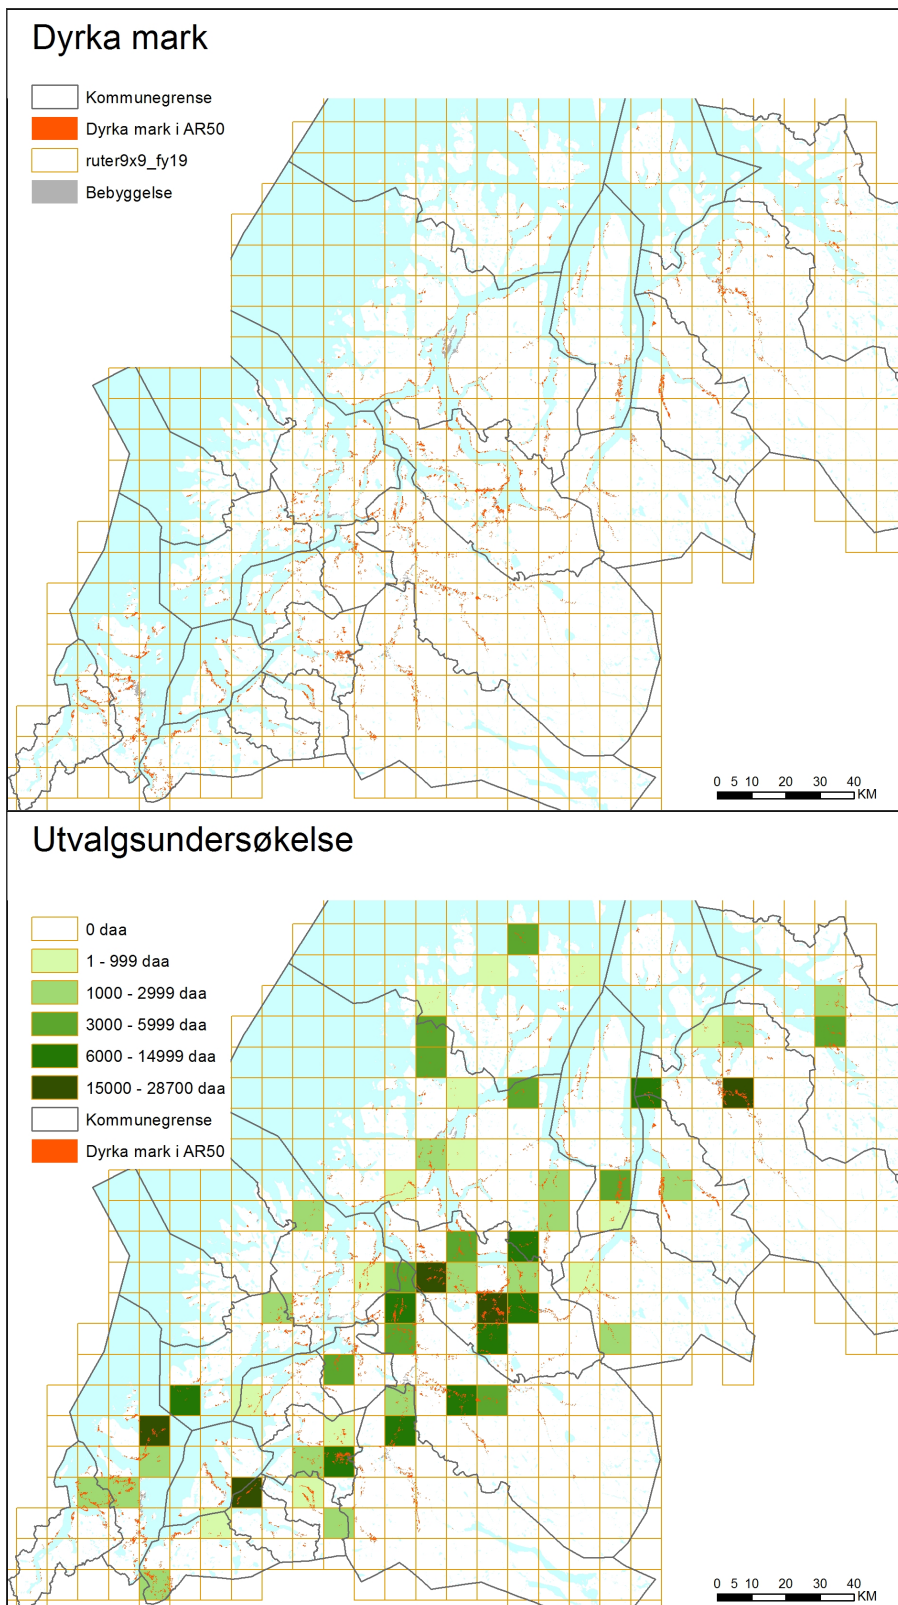 Dyrka mark
Kommunegrense
Dyrka mark i AR50
ruter9x9_fy19
Bebyggelse
0 5 10 20 30 40
KM
Utvalgsundersøkelse
0 daa
1 - 999 daa
1000 - 2999 daa
3000 - 5999 daa
6000 - 14999 daa
15000 - 28700 daa
Kommunegrense
Dyrka mark i AR50
0 5 10 20 30 40
KM